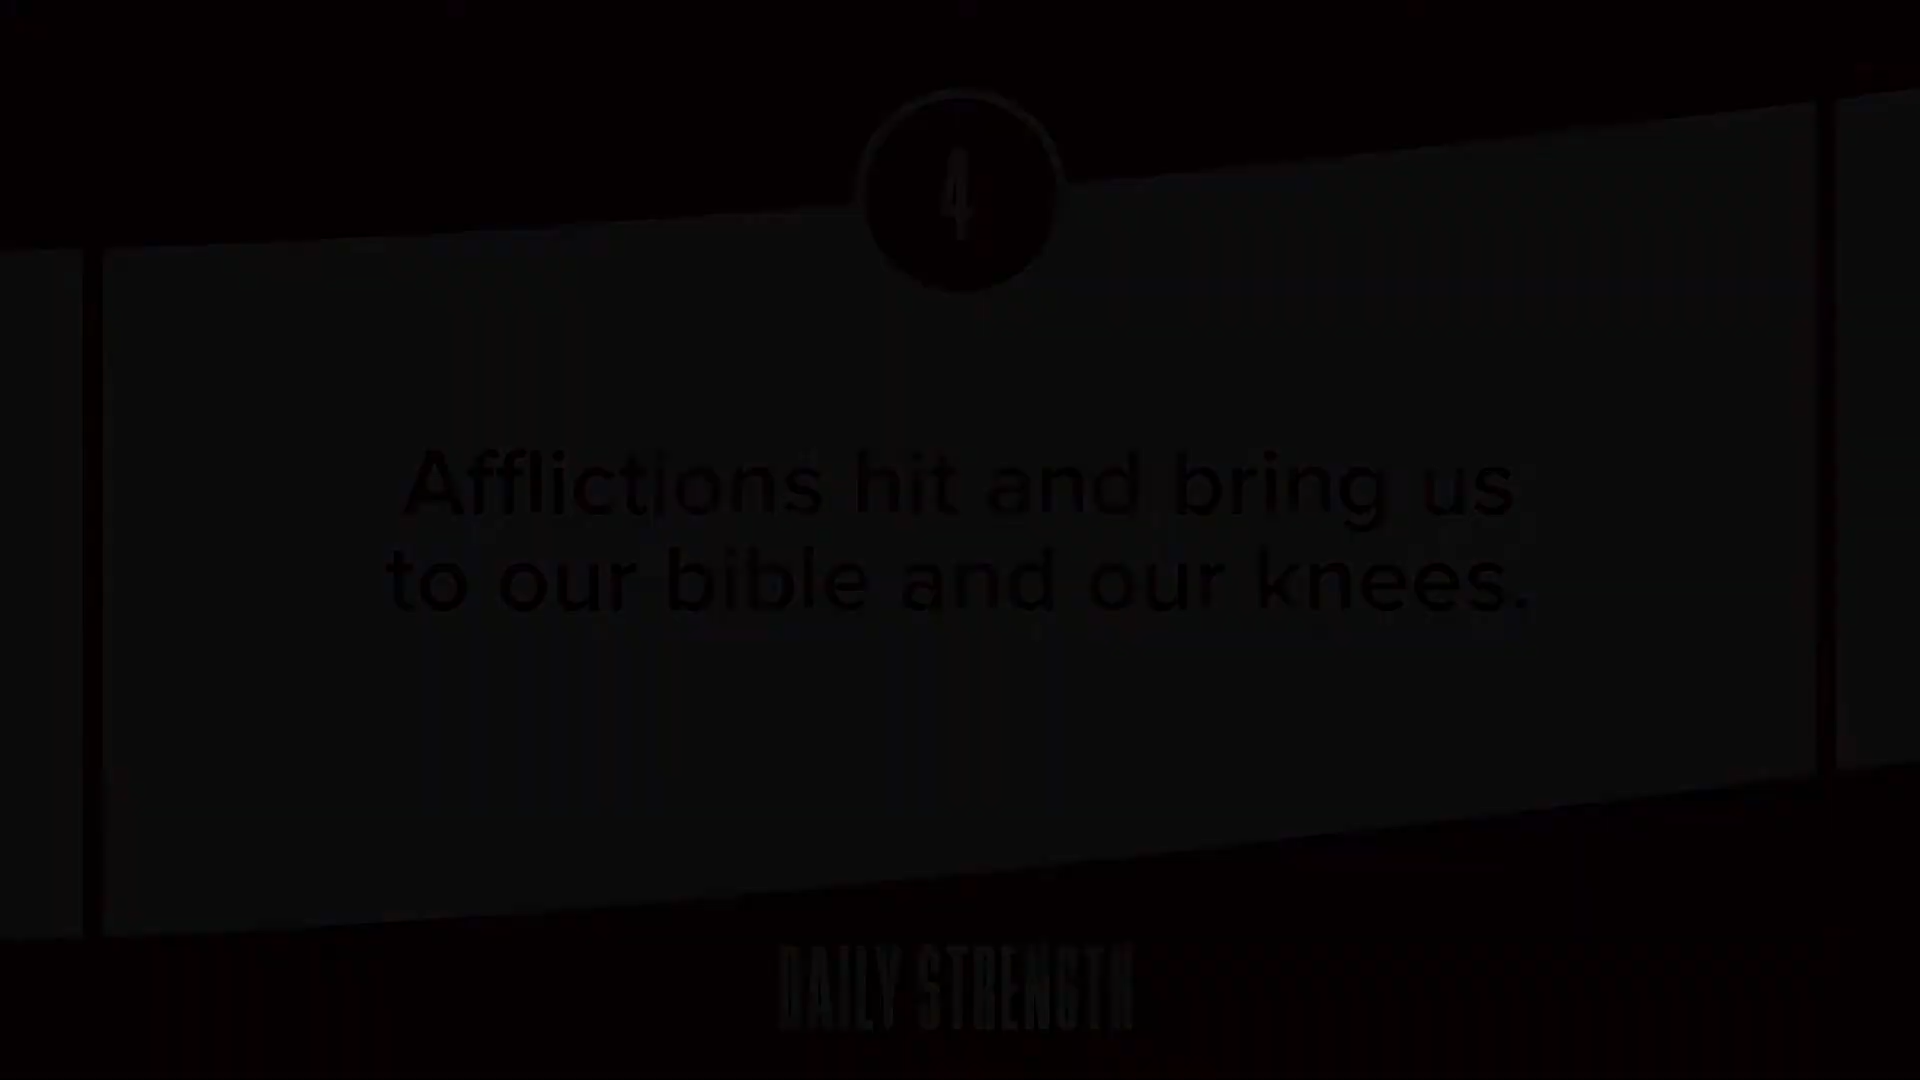 4
Afflictions hit and bring us
to our bible and our knees.
DAILY STRENGTH